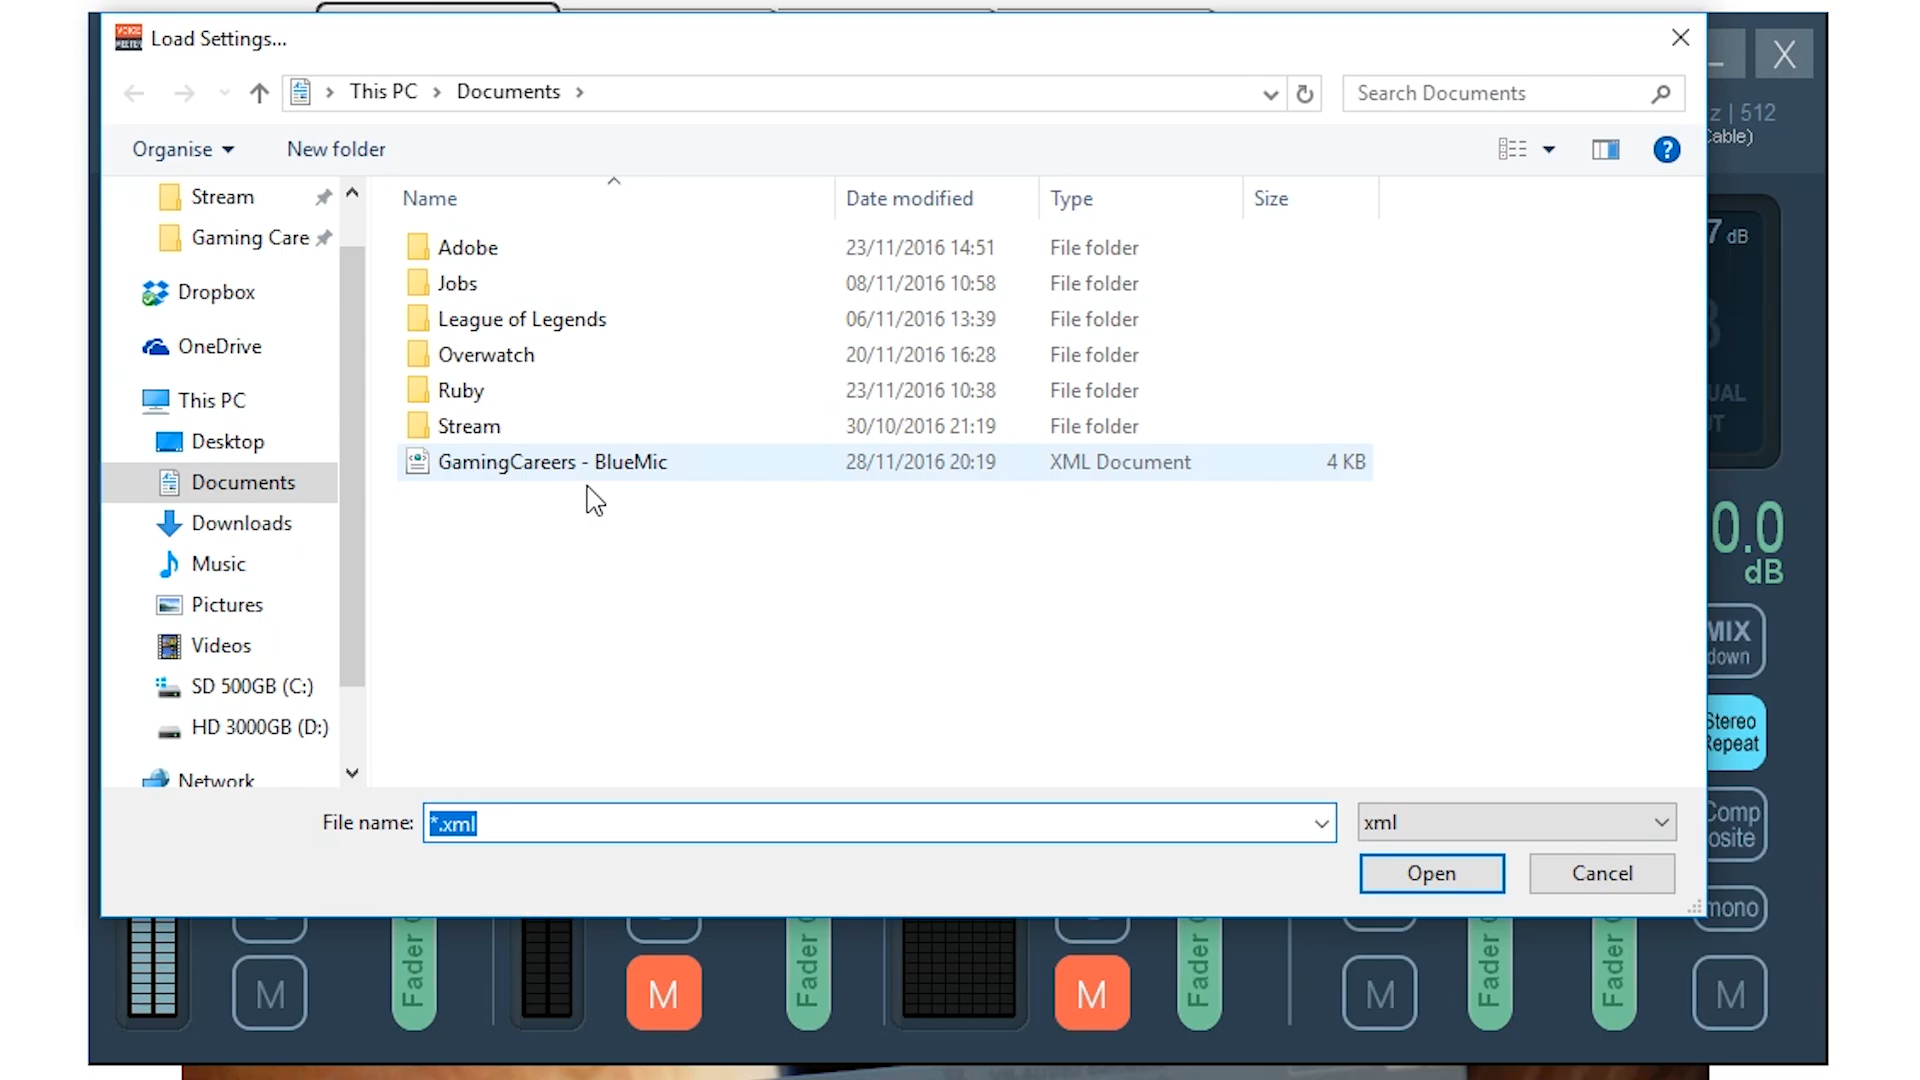 VOICE
MEETER
Load Settings...
This PC
Documents
Search Documents
z | 512
Cable)
Organise
New folder
?
Stream
Gaming Care
Dropbox
OneDrive
This PC
Desktop
Documents
Downloads
Music
Pictures
Videos
SD 500GB (C:)
HD 3000GB (D:)
Network
Name Date modified Type Size
Adobe 23/11/2016 14:51 File folder
Jobs 08/11/2016 10:58 File folder
League of Legends 06/11/2016 13:39 File folder
Overwatch 20/11/2016 16:28 File folder
Ruby 23/11/2016 10:38 File folder
Stream 30/10/2016 21:19 File folder
GamingCareers - BlueMic 28/11/2016 20:19 XML Document 4 KB
7 dB
UAL
0.0
dB
MIX
down
Stereo
Repeat
Comp
osite
mono
File name: *.xml
xml
Open
Cancel
M
Fader
M
Fader
M
Fader
M
Fader
Fader
M